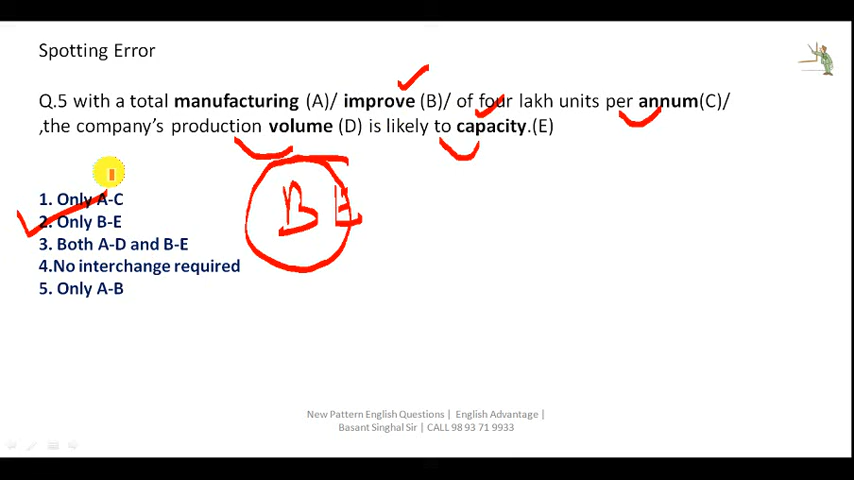 Spotting Error
Q.5 with a total manufacturing (A)/ improve (B)/ of four lakh units per annum(C)/
,the company's production volume (D) is likely to capacity.(E)
1. Only A-C
2. Only B-E
B E
3. Both A-D and B-E
4.No interchange required
5. Only A-B
New Pattern English Questions | English Advantage |
Basant Singhal Sir | CALL 98 93 71 9933